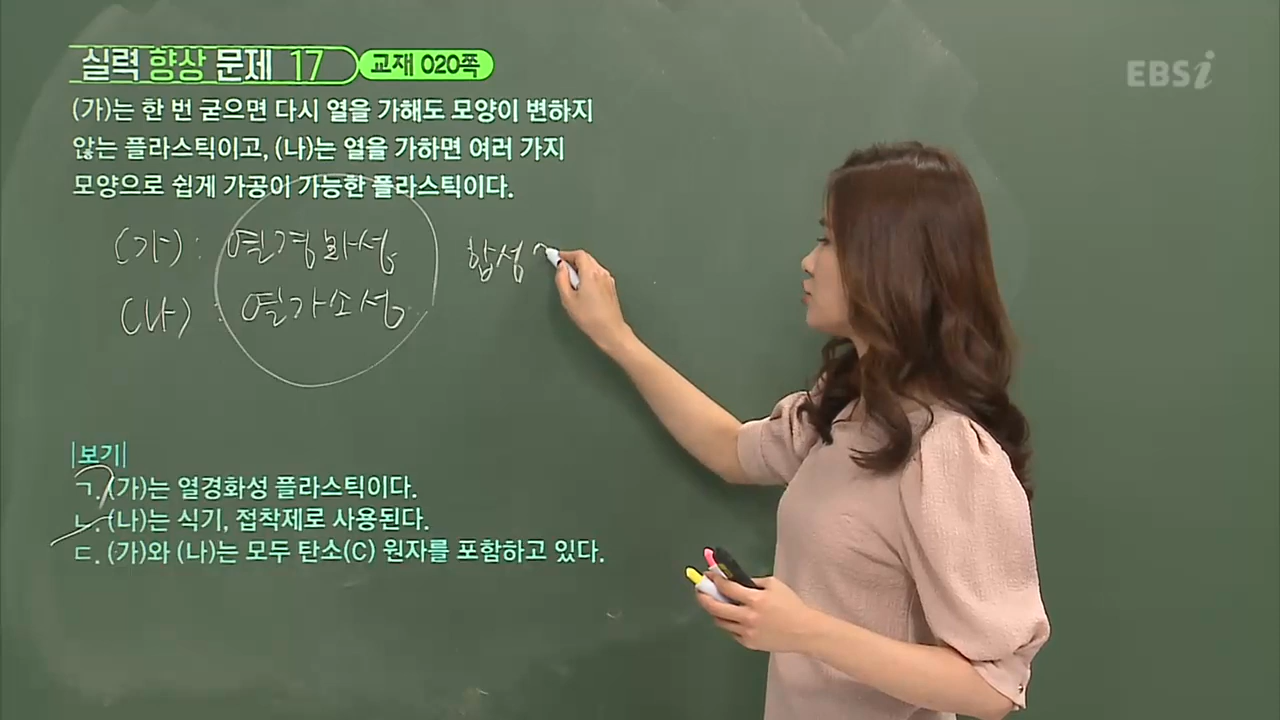 실력 향상 문제 17 교재 020쪽
EBSi
(가)는 한 번 굳으면 다시 열을 가해도 모양이 변하지
않는 플라스틱이고, (나)는 열을 가하면 여러 가지
모양으로 쉽게 가공이 가능한 플라스틱이다.
(가) : 열경화성
합성
(나) : 열가소성
|보기|
ㄱ. (가)는 열경화성 플라스틱이다.
ㄴ. (나)는 식기, 접착제로 사용된다.
ㄷ. (가)와 (나)는 모두 탄소(C) 원자를 포함하고 있다.